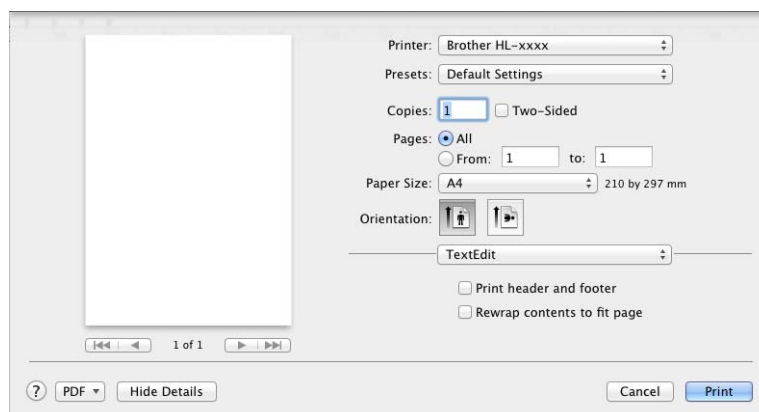 Printer: Brother HL-xxxx
Presets: Default Settings
Copies: 1 Two-Sided
Pages: All
From: 1 to: 1
Paper Size: A4 210 by 297 mm
Orientation:
TextEdit
Print header and footer
Rewrap contents to fit page
1 of 1
? PDF Hide Details Cancel Print